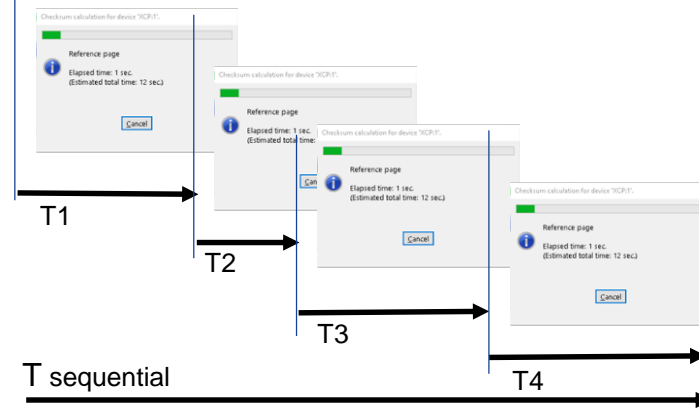 Checksum calculation for device 'XCP:1'.
Reference page
Elapsed time: 1 sec.
(Estimated total time: 12 sec.)
Cancel
Checksum calculation for device 'XCP:1'.
Reference page
Elapsed time: 1 sec.
(Estimated total time:
Can
Checksum calculation for device 'XCP:1'.
Reference page
Elapsed time: 1 sec.
(Estimated total time: 12 sec.)
Cancel
Checksum calculation for device 'XCP:1'.
Reference page
Elapsed time: 1 sec.
(Estimated total time: 12 sec.)
Cancel
T1
T2
T3
T4
T sequential